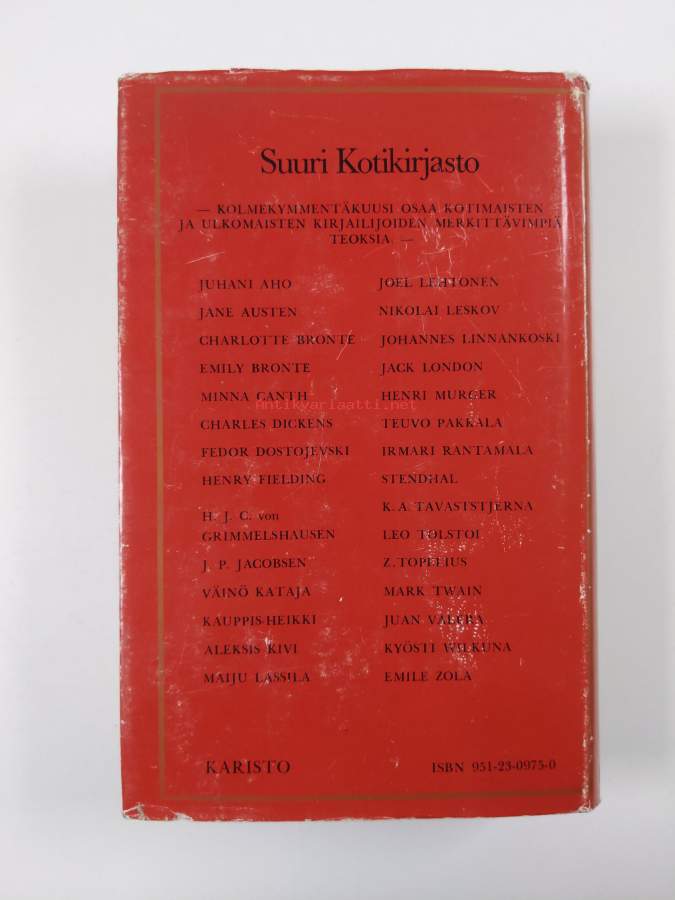 Suuri Kotikirjasto
— KOLMEKYMMENTÄKUUSI OSAA KOTIMAISTEN
JA ULKOMAISTEN KIRJAILIJOIDEN MERKITTÄVIMPIÄ
TEOKSIA. —
JUHANI AHO
JANE AUSTEN
CHARLOTTE BRONTE
EMILY BRONTE
MINNA CANTH
CHARLES DICKENS
FEDOR DOSTOJEVSKI
HENRY FIELDING
H. J. C. von
GRIMMELSHAUSEN
J. P. JACOBSEN
VÄINÖ KATAJA
KAUPPIS-HEIKKI
ALEKSIS KIVI
MAIJU LASSILA
JOEL LEHTONEN
NIKOLAI LESKOV
JOHANNES LINNANKOSKI
JACK LONDON
HENRI MURGER
TEUVO PAKKALA
IRMARI RANTAMALA
STENDHAL
K. A. TAVASTSTJERNA
LEO TOLSTOI
Z. TOPELIUS
MARK TWAIN
JUAN VALERA
KYÖSTI WILKUNA
EMILE ZOLA
Antikvariaatti.net
KARISTO
ISBN 951-23-0975-0